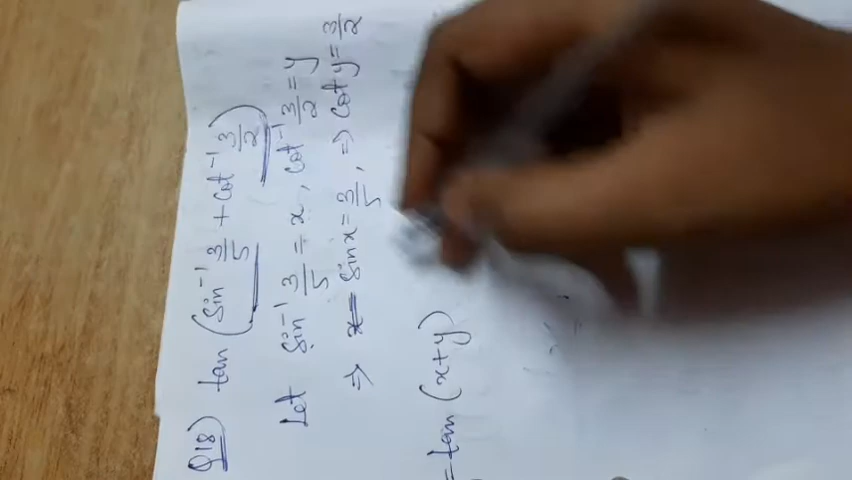 Q18) tan(sin⁻¹ 3/5 + cot⁻¹ 3/2)
Let sin⁻¹ 3/5 = x, cot⁻¹ 3/2 = y
⇒ sin x = 3/5, ⇒ cot y = 3/2
= tan(x+y)